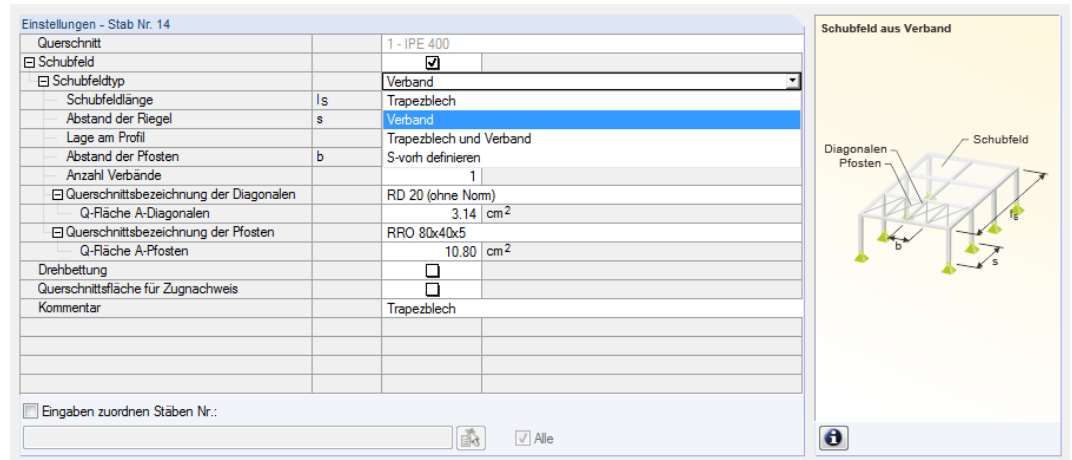 Einstellungen - Stab Nr. 14
Querschnitt 1 - IPE 400
Schubfeld
Schubfeldtyp Verband
Schubfeldlänge ls Trapezblech
Abstand der Riegel s Verband
Lage am Profil Trapezblech und Verband
Abstand der Pfosten b S-vorh definieren
Anzahl Verbände 1
Querschnittsbezeichnung der Diagonalen RD 20 (ohne Norm)
Q-Fläche A-Diagonalen 3.14 cm2
Querschnittsbezeichnung der Pfosten RRO 80x40x5
Q-Fläche A-Pfosten 10.80 cm2
Drehbettung
Querschnittsfläche für Zugnachweis
Kommentar Trapezblech
Eingaben zuordnen Stäben Nr.:
Alle
Schubfeld aus Verband
Schubfeld
Diagonalen
Pfosten
ls
b
s